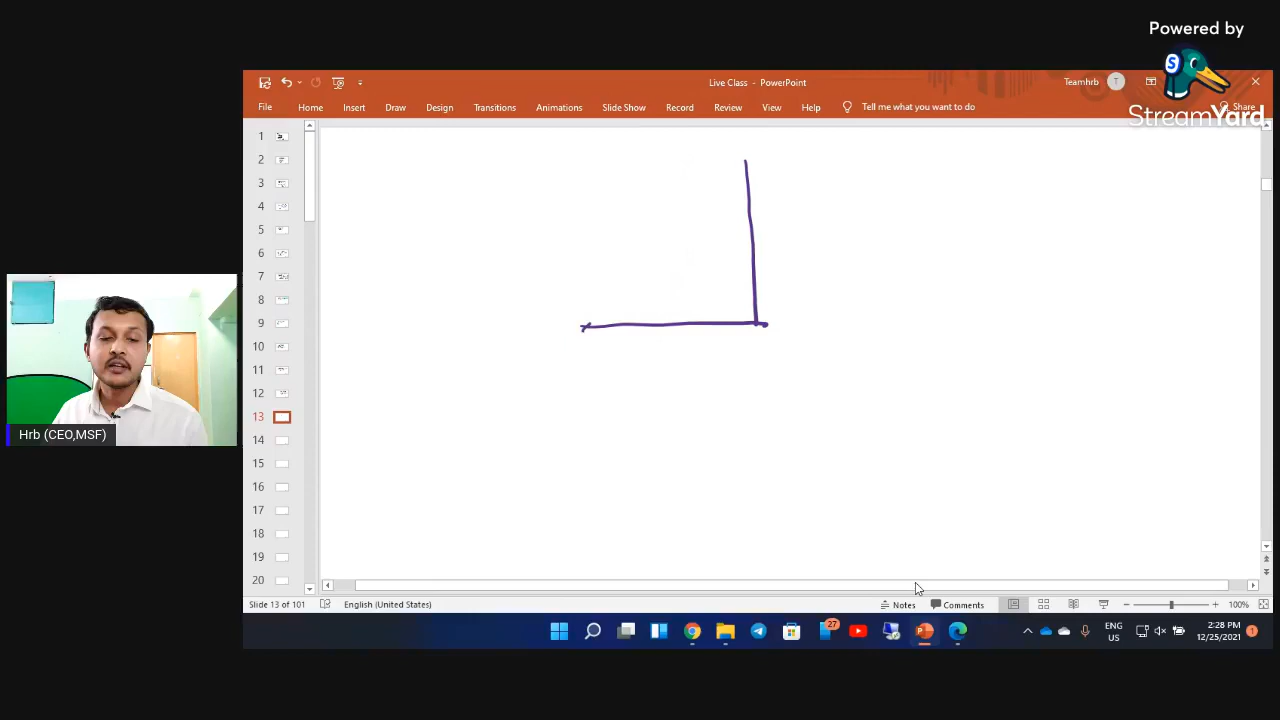 Powered by
StreamYard
Live Class - PowerPoint
Teamhrb
T
File
Home
Insert
Draw
Design
Transitions
Animations
Slide Show
Record
Review
View
Help
Tell me what you want to do
Share
1
2
3
4
5
6
7
8
9
10
11
12
13
14
15
16
17
18
19
20
Hrb (CEO,MSF)
Slide 13 of 101
English (United States)
Notes
Comments
100%
27
ENG
US
2:28 PM
12/25/2021
1